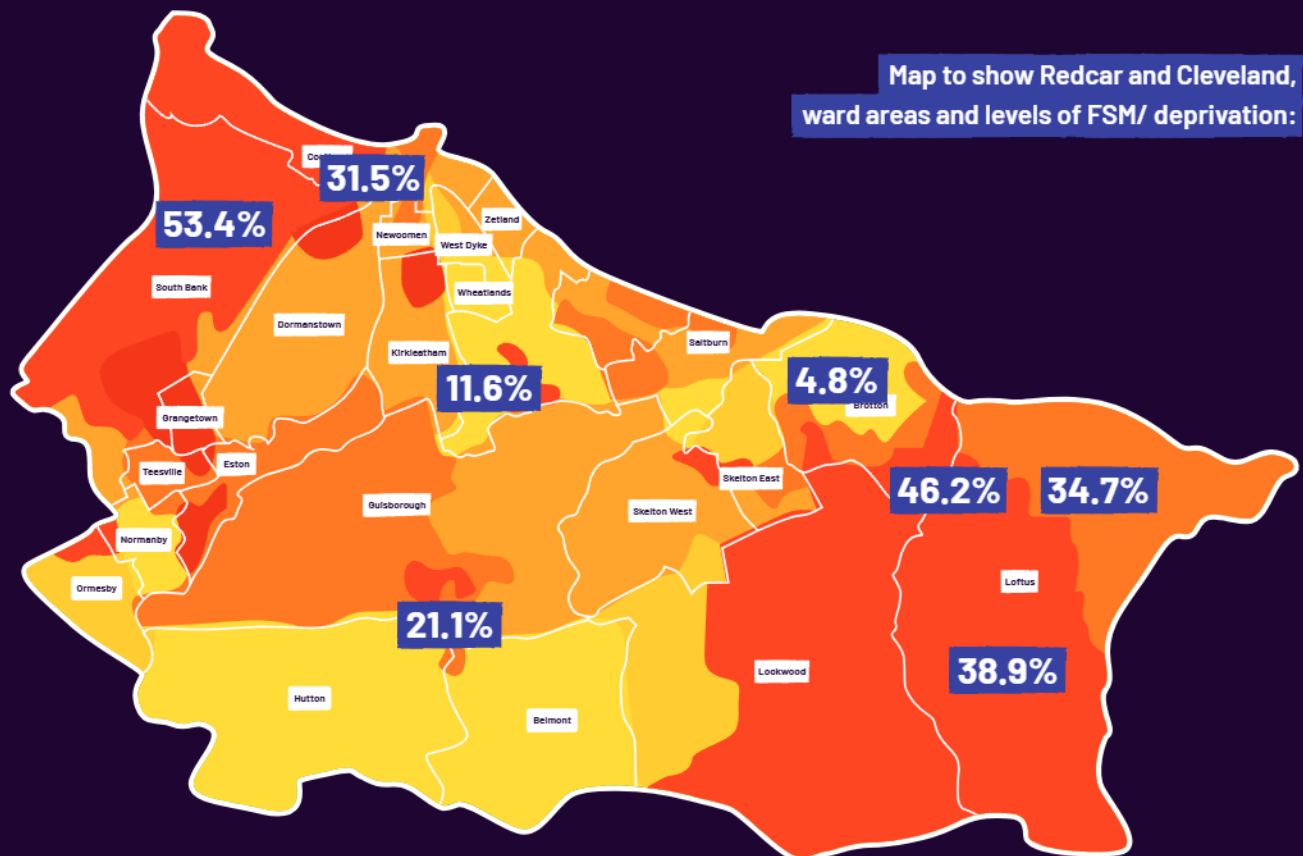 Map to show Redcar and Cleveland,
ward areas and levels of FSM/ deprivation:
31.5%
53.4%
Zetland
Newoomen
West Dyke
South Bank
Wheatlands
Dormanstown
Saltburn
Kirkleatham
11.6%
4.8%
Brotton
Grangetown
Teesville
Eston
Skelton East
46.2%
34.7%
Guisborough
Skelton West
Normanby
Ormesby
Loftus
21.1%
38.9%
Lookwood
Hutton
Belmont